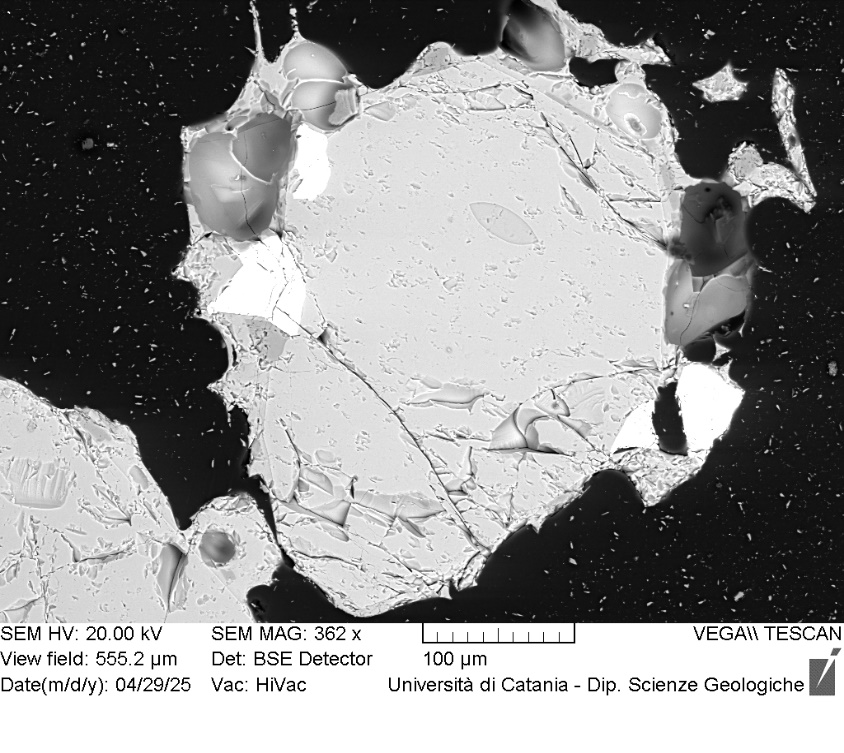 SEM HV: 20.00 kV SEM MAG: 362 x VEGA\\ TESCAN
View field: 555.2 µm Det: BSE Detector 100 µm
Date(m/d/y): 04/29/25 Vac: HiVac Università di Catania - Dip. Scienze Geologiche